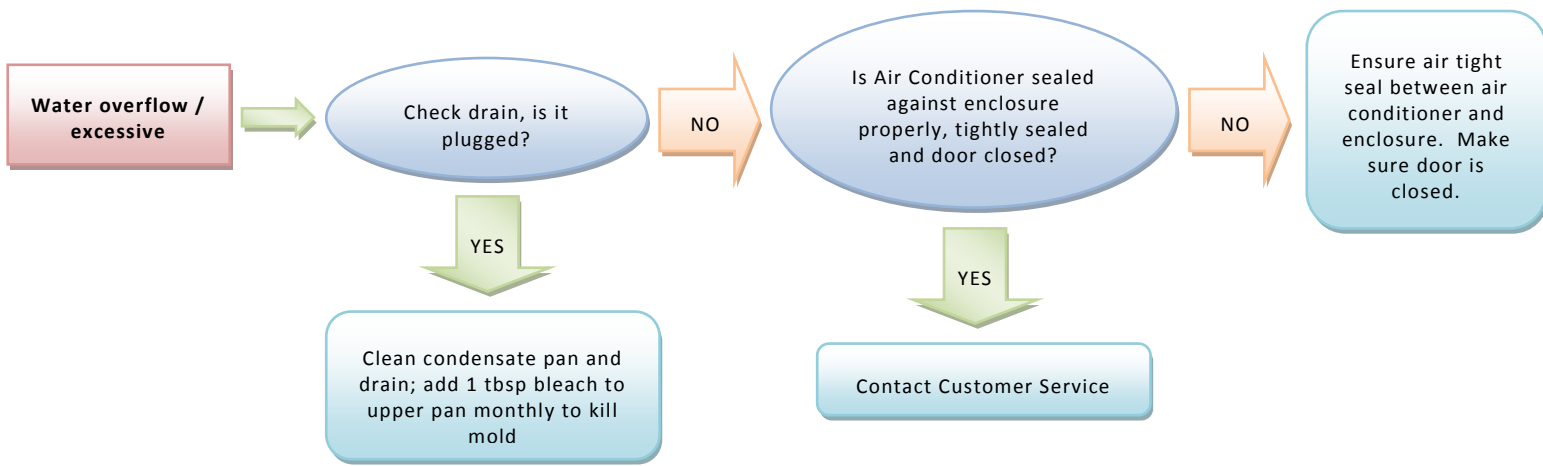 Water overflow /
excessive
Check drain, is it
plugged?
NO
Is Air Conditioner sealed
against enclosure
properly, tightly sealed
and door closed?
NO
Ensure air tight
seal between air
conditioner and
enclosure. Make
sure door is
closed.
YES
Clean condensate pan and
drain; add 1 tbsp bleach to
upper pan monthly to kill
mold
YES
Contact Customer Service